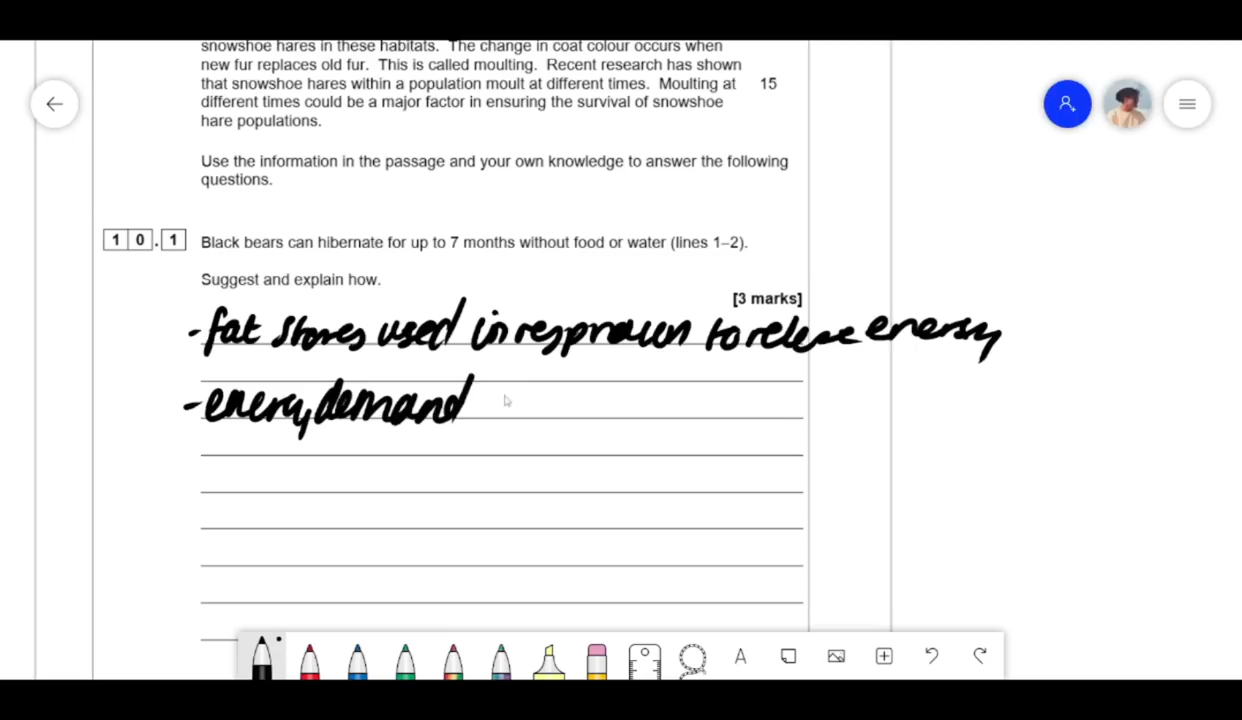 snowshoe hares in these habitats. The change in coat colour occurs when
new fur replaces old fur. This is called moulting. Recent research has shown
that snowshoe hares within a population moult at different times. Moulting at 15
different times could be a major factor in ensuring the survival of snowshoe
hare populations.
Use the information in the passage and your own knowledge to answer the following
questions.
10.1 Black bears can hibernate for up to 7 months without food or water (lines 1–2).
Suggest and explain how.
[3 marks]
- fat stores used in to release energy
- energy demand
A